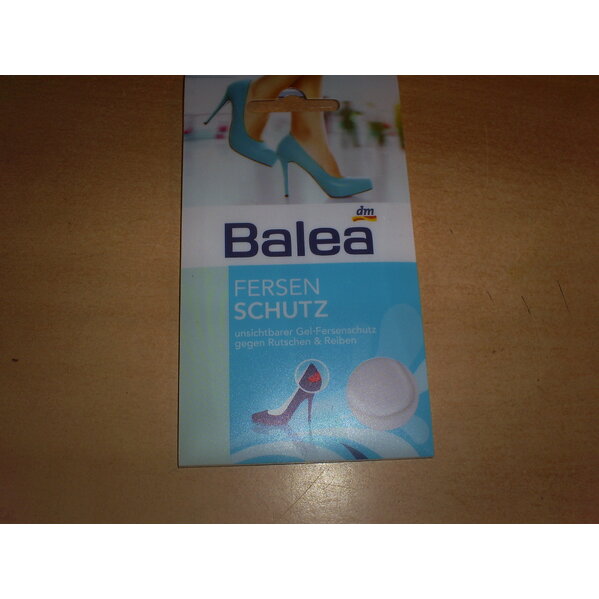 dm
Balea
FERSEN
SCHUTZ
unsichtbarer Gel-Fersenschutz
gegen Rutschen & Reiben